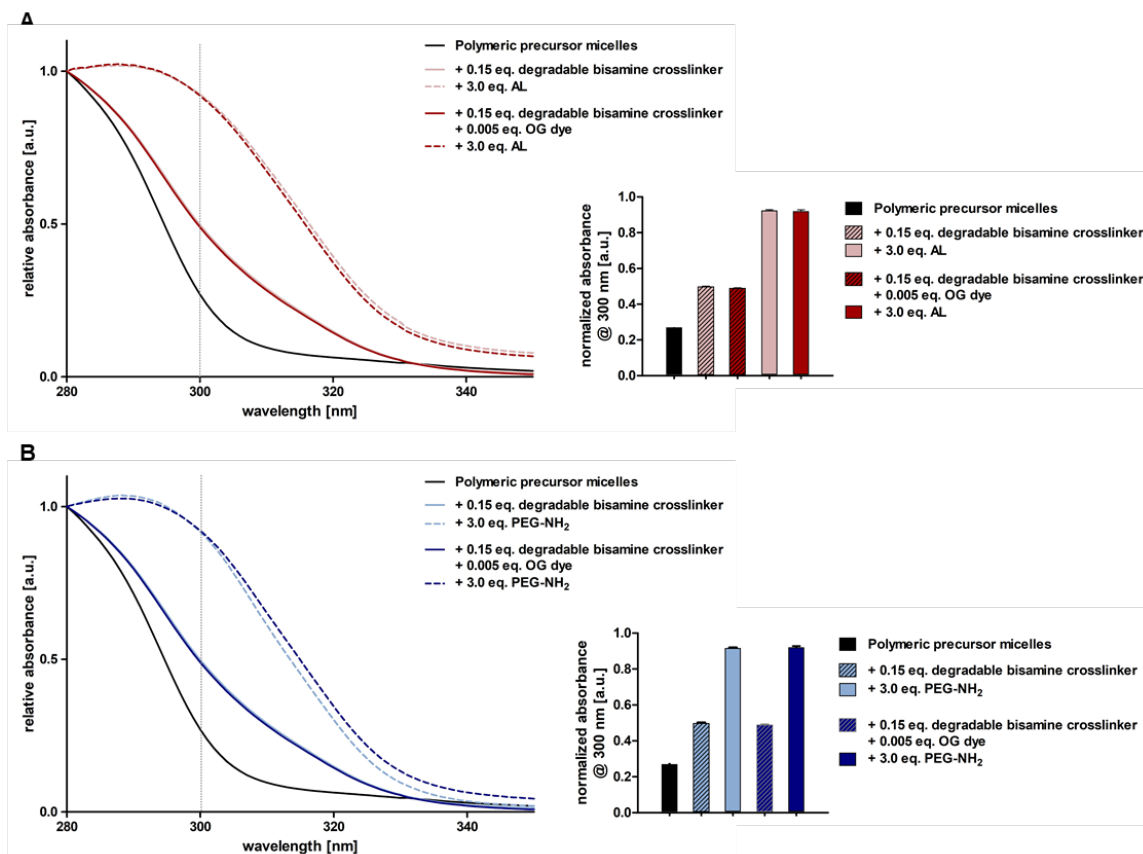 A
Polymeric precursor micelles
+ 0.15 eq. degradable bisamine crosslinker
+ 3.0 eq. AL
+ 0.15 eq. degradable bisamine crosslinker
+ 0.005 eq. OG dye
+ 3.0 eq. AL
relative absorbance [a.u.]
1.0
0.5
0.0
280
300
320
340
wavelength [nm]
normalized absorbance
@ 300 nm [a.u.]
1.0
0.8
0.6
0.4
0.2
0.0
Polymeric precursor micelles
+ 0.15 eq. degradable bisamine crosslinker
+ 3.0 eq. AL
+ 0.15 eq. degradable bisamine crosslinker
+ 0.005 eq. OG dye
+ 3.0 eq. AL
B
Polymeric precursor micelles
+ 0.15 eq. degradable bisamine crosslinker
+ 3.0 eq. PEG-NH₂
+ 0.15 eq. degradable bisamine crosslinker
+ 0.005 eq. OG dye
+ 3.0 eq. PEG-NH₂
relative absorbance [a.u.]
1.0
0.5
0.0
280
300
320
340
wavelength [nm]
normalized absorbance
@ 300 nm [a.u.]
1.0
0.8
0.6
0.4
0.2
0.0
Polymeric precursor micelles
+ 0.15 eq. degradable bisamine crosslinker
+ 3.0 eq. PEG-NH₂
+ 0.15 eq. degradable bisamine crosslinker
+ 0.005 eq. OG dye
+ 3.0 eq. PEG-NH₂